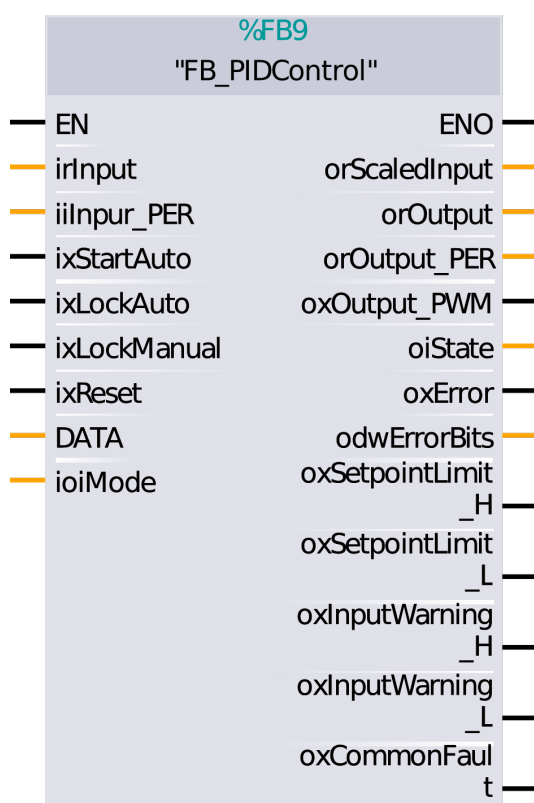 %FB9
"FB_PIDControl"
EN ENO
irInput orScaledInput
iiInpur_PER orOutput
ixStartAuto orOutput_PER
ixLockAuto oxOutput_PWM
ixLockManual oiState
ixReset oxError
DATA odwErrorBits
ioiMode oxSetpointLimit
_H
oxSetpointLimit
_L
oxInputWarning
_H
oxInputWarning
_L
oxCommonFaul
t